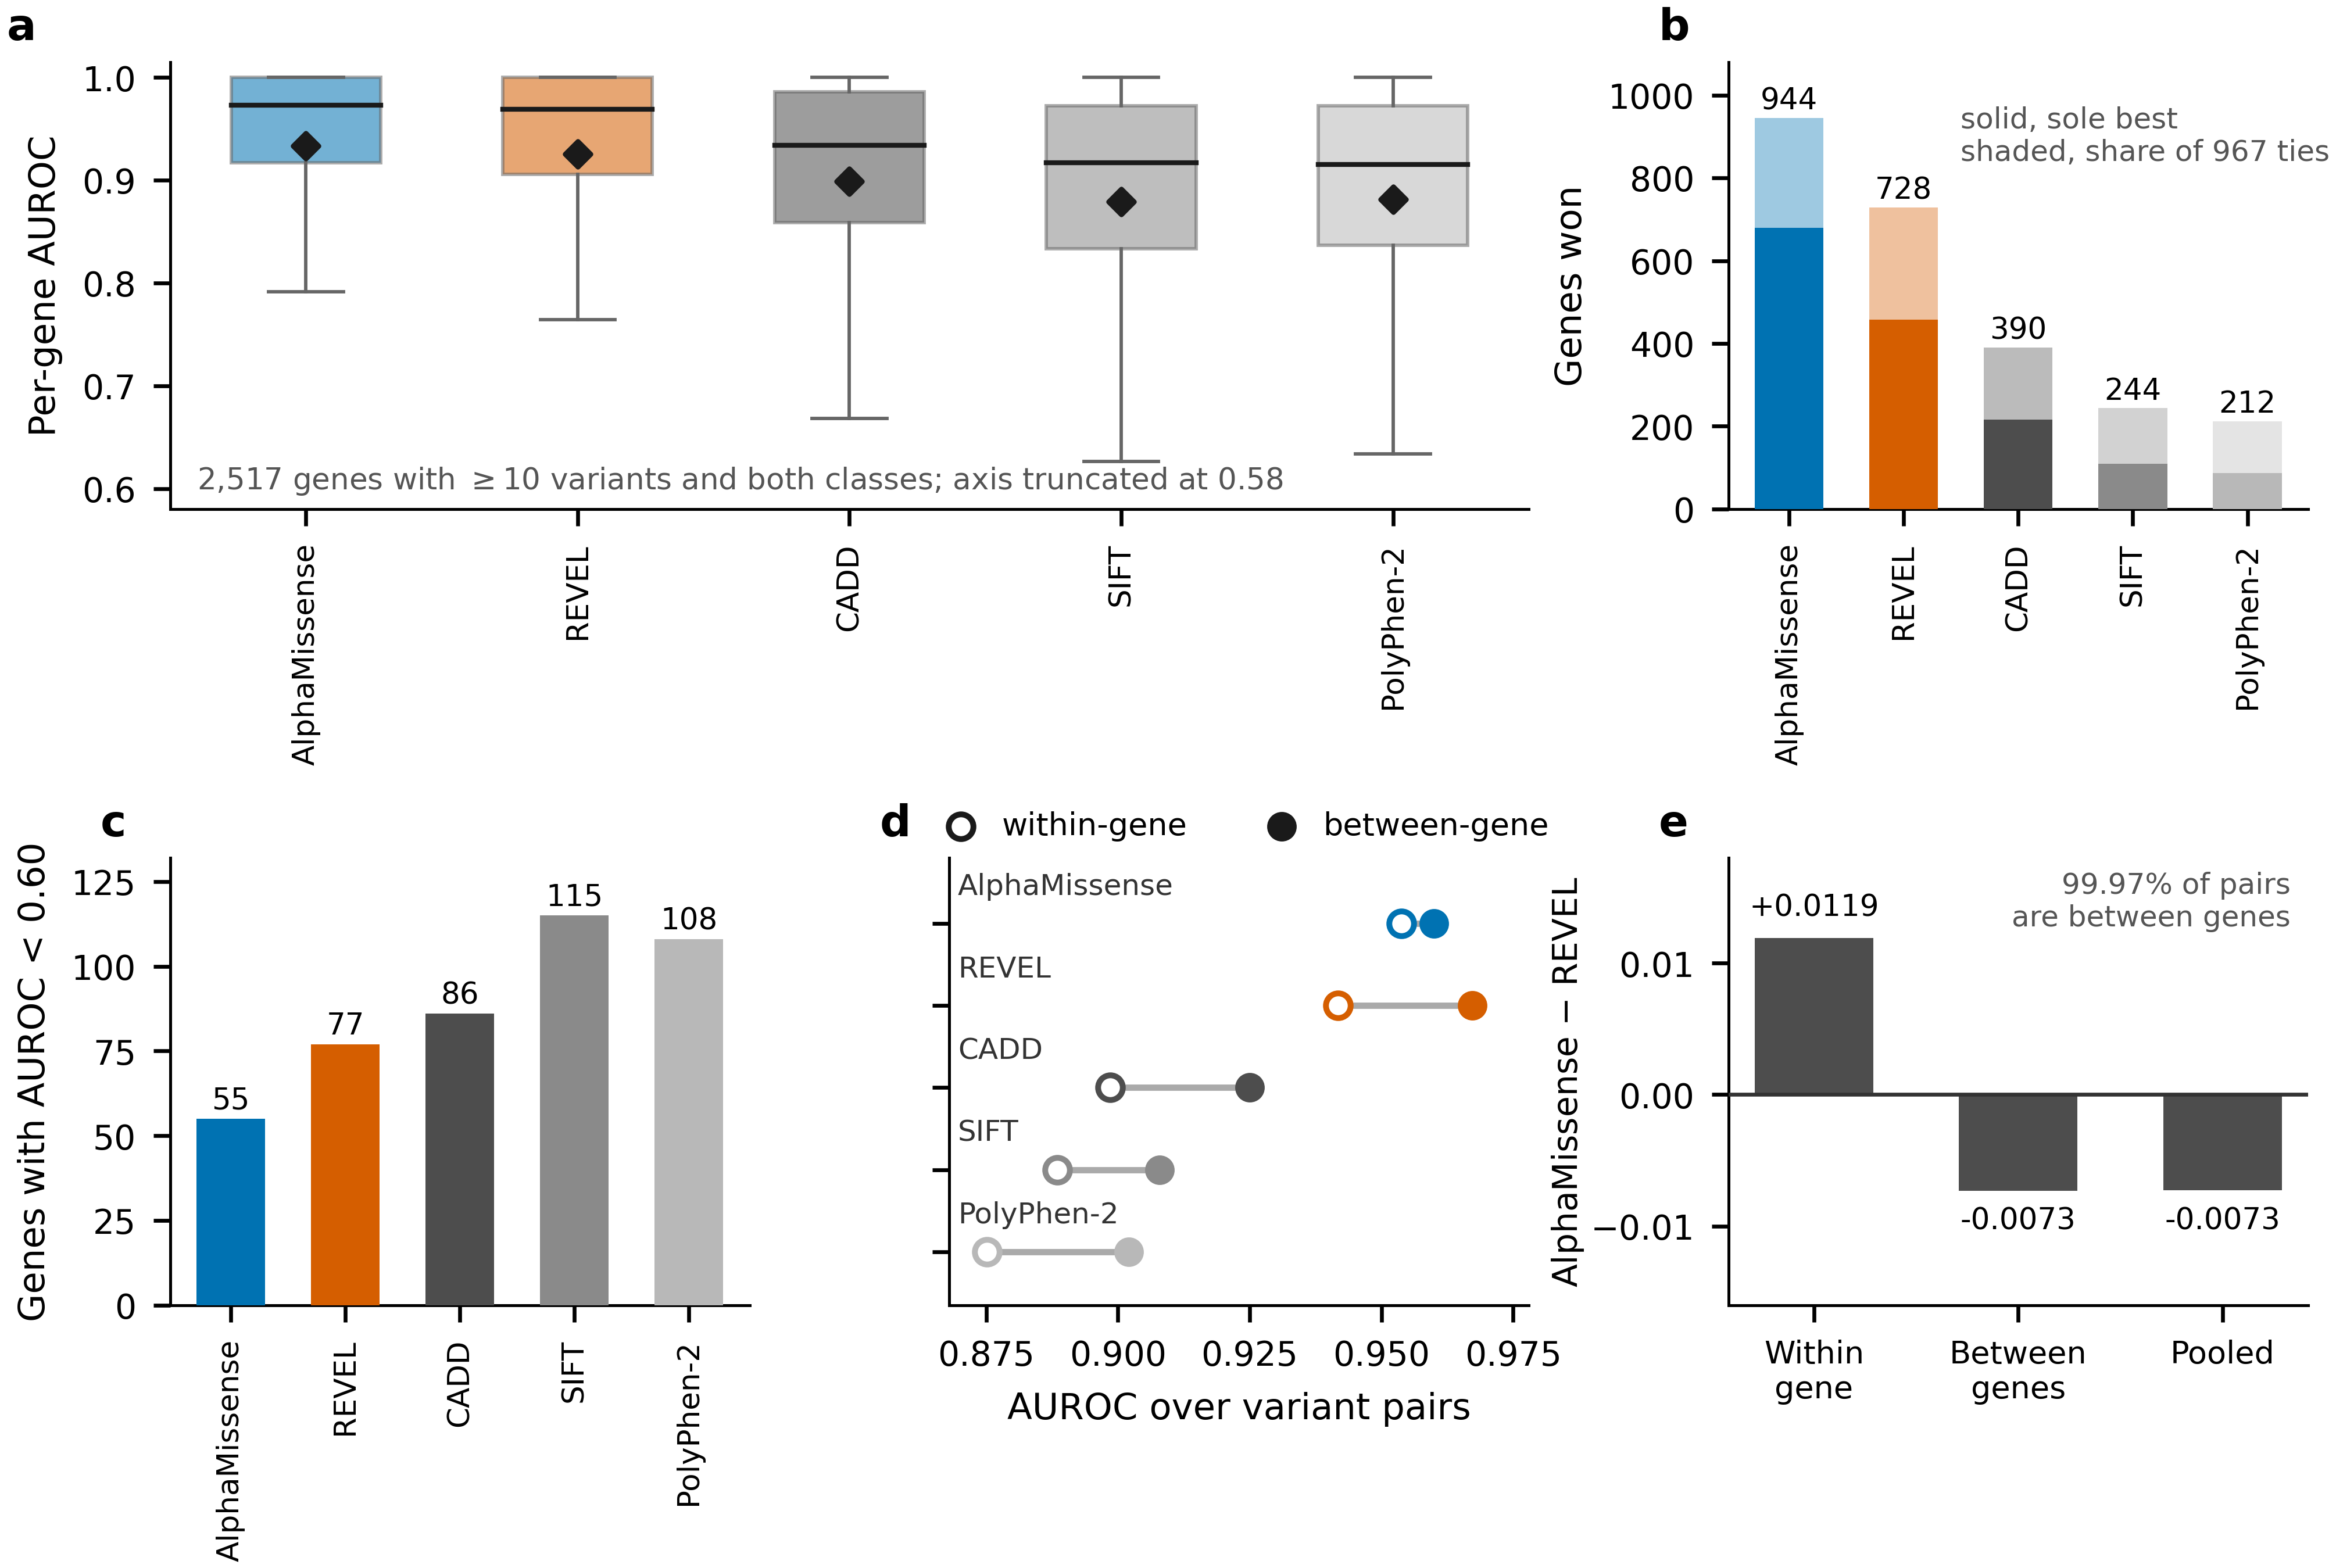 a
Per-gene AUROC
1.0
0.9
0.8
0.7
0.6
2,517 genes with ≥ 10 variants and both classes; axis truncated at 0.58
AlphaMissense
REVEL
CADD
SIFT
PolyPhen-2
b
Genes won
1000
800
600
400
200
0
944
728
390
244
212
solid, sole best
shaded, share of 967 ties
AlphaMissense
REVEL
CADD
SIFT
PolyPhen-2
c
Genes with AUROC < 0.60
125
100
75
50
25
0
55
77
86
115
108
AlphaMissense
REVEL
CADD
SIFT
PolyPhen-2
d
within-gene
between-gene
AlphaMissense
REVEL
CADD
SIFT
PolyPhen-2
0.875
0.900
0.925
0.950
0.975
AUROC over variant pairs
e
AlphaMissense − REVEL
0.01
0.00
−0.01
+0.0119
-0.0073
-0.0073
99.97% of pairs
are between genes
Within
gene
Between
genes
Pooled